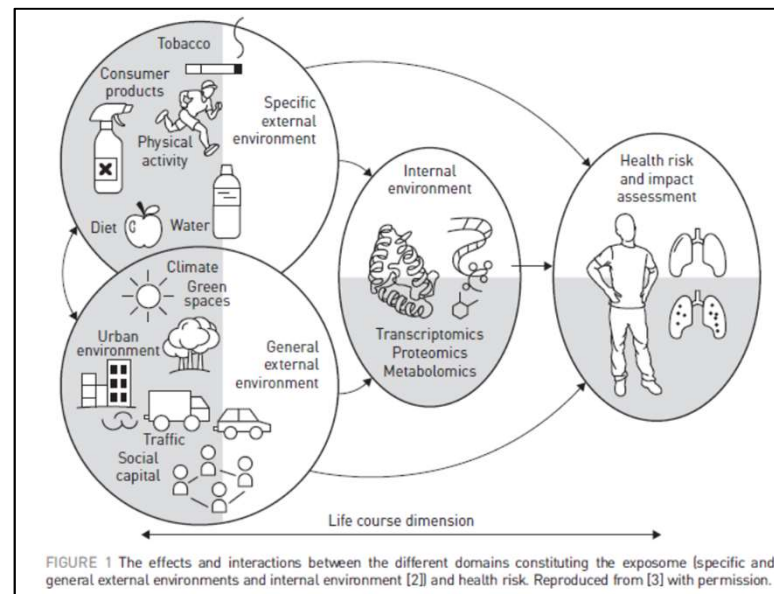 Tobacco
Consumer
products
Specific
external
environment
Physical
activity
Diet
Water
Climate
Green
spaces
Urban
environment
General
external
environment
Traffic
Social
capital
Internal
environment
Transcriptomics
Proteomics
Metabolomics
Health risk
and impact
assessment
Life course dimension
FIGURE 1 The effects and interactions between the different domains constituting the exposome (specific and
general external environments and internal environment [2]) and health risk. Reproduced from [3] with permission.